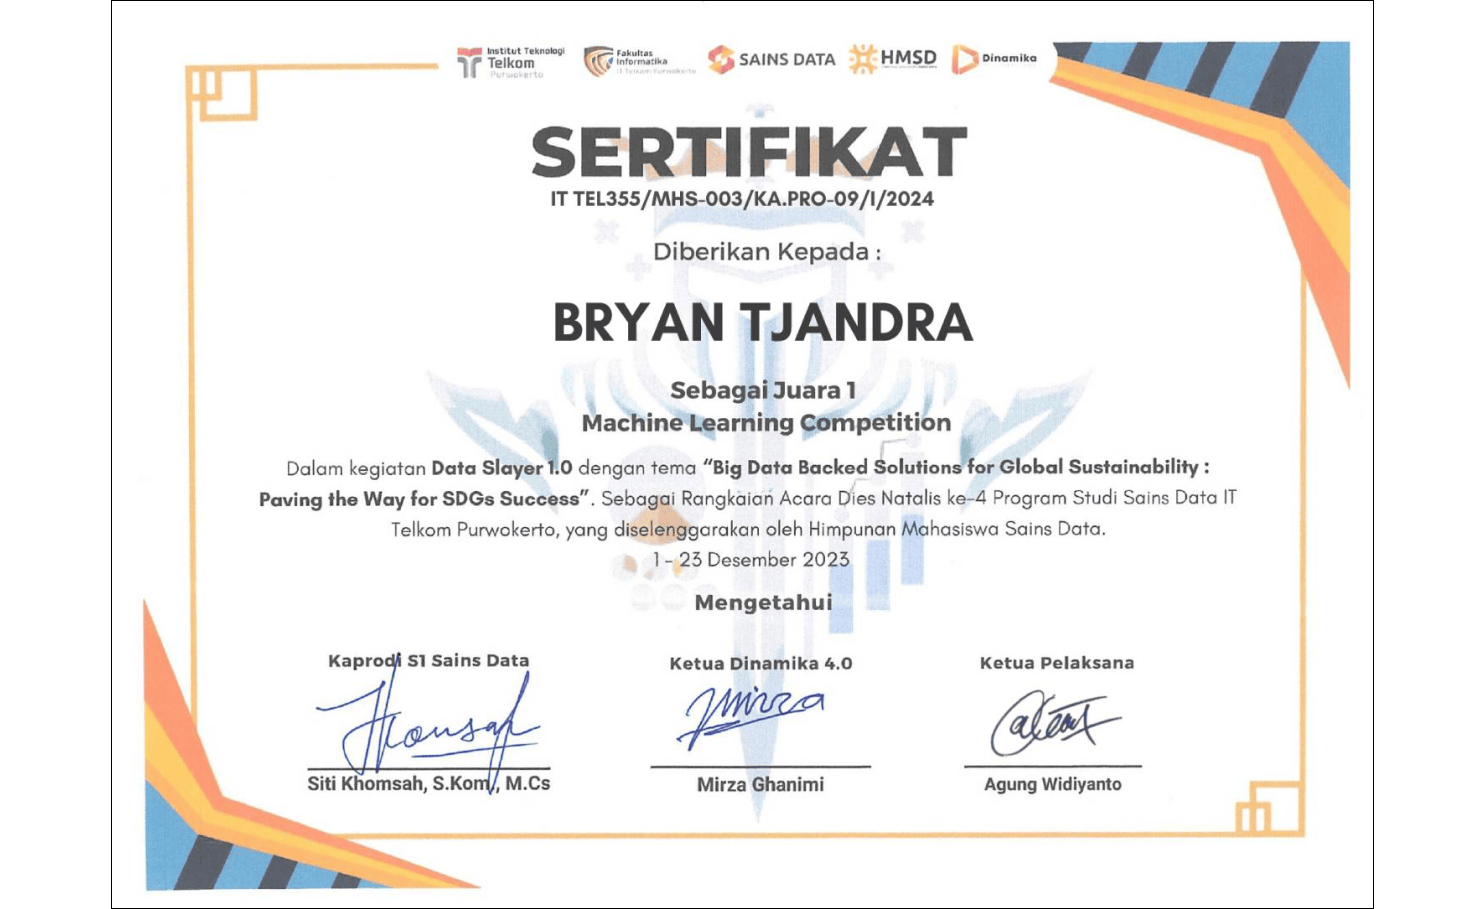 Institut Teknologi
Telkom
Purwokerto
Fakultas
Informatika
IT Telkom Purwokerto
SAINS DATA
HMSD
Dinamika
SERTIFIKAT
IT TEL355/MHS-003/KA.PRO-09/I/2024
Diberikan Kepada :
BRYAN TJANDRA
Sebagai Juara 1
Machine Learning Competition
Dalam kegiatan Data Slayer 1.0 dengan tema “Big Data Backed Solutions for Global Sustainability :
Paving the Way for SDGs Success”. Sebagai Rangkaian Acara Dies Natalis ke-4 Program Studi Sains Data IT
Telkom Purwokerto, yang diselenggarakan oleh Himpunan Mahasiswa Sains Data.
1 - 23 Desember 2023
Mengetahui
Kaprodi S1 Sains Data
Ketua Dinamika 4.0
Ketua Pelaksana
Siti Khomsah, S.Kom., M.Cs
Mirza Ghanimi
Agung Widiyanto